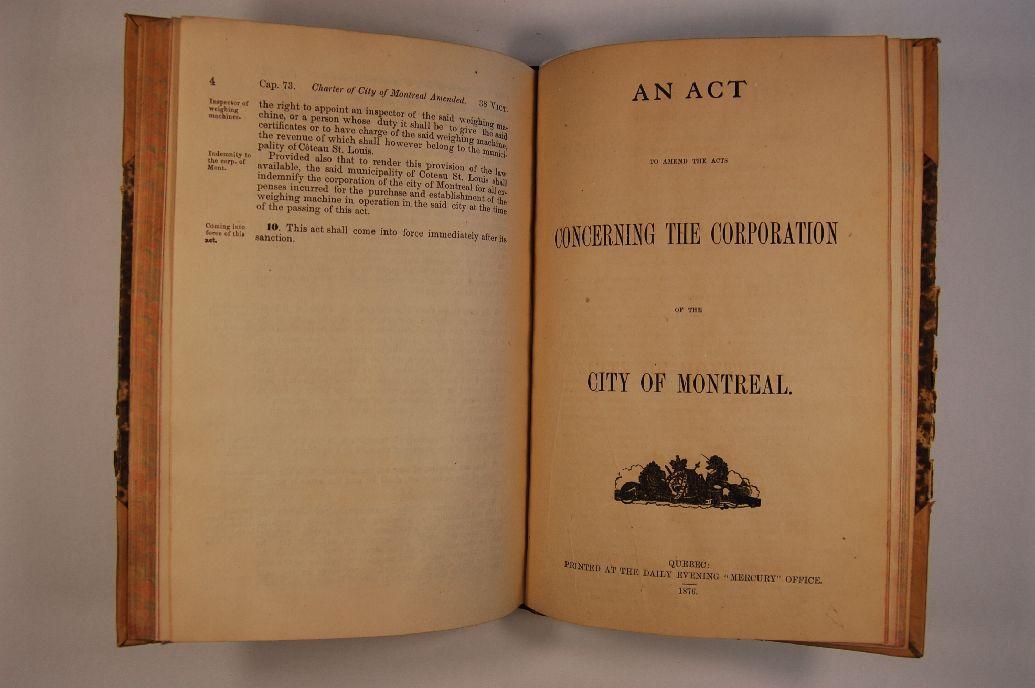 4 Cap. 73. Charter of City of Montreal Amended. 38 Vict.
Inspector of
weighing
machines.
the right to appoint an inspector of the said weighing ma-
chine, or a person whose duty it shall be to give the said
certificates or to have charge of the said weighing machine,
the revenue of which shall however belong to the munici-
pality of Côteau St. Louis.
Indemnity to
the corp. of
Mont.
Provided also that to render this provision of the law
available, the said municipality of Coteau St. Louis shall
indemnify the corporation of the city of Montreal for all ex-
penses incurred for the purchase and establishment of the
weighing machine in operation in the said city at the time
of the passing of this act.
Coming into
force of this
act.
10. This act shall come into force immediately after its
sanction.
AN ACT
TO AMEND THE ACTS
CONCERNING THE CORPORATION
OF THE
CITY OF MONTREAL.
QUEBEC:
PRINTED AT THE DAILY EVENING "MERCURY" OFFICE.
1876.